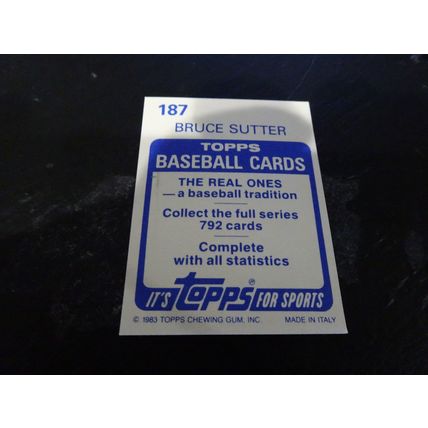 187
BRUCE SUTTER
TOPPS
BASEBALL CARDS
THE REAL ONES
— a baseball tradition
Collect the full series
792 cards
Complete
with all statistics
IT'S Topps® FOR SPORTS
© 1983 TOPPS CHEWING GUM, INC. MADE IN ITALY